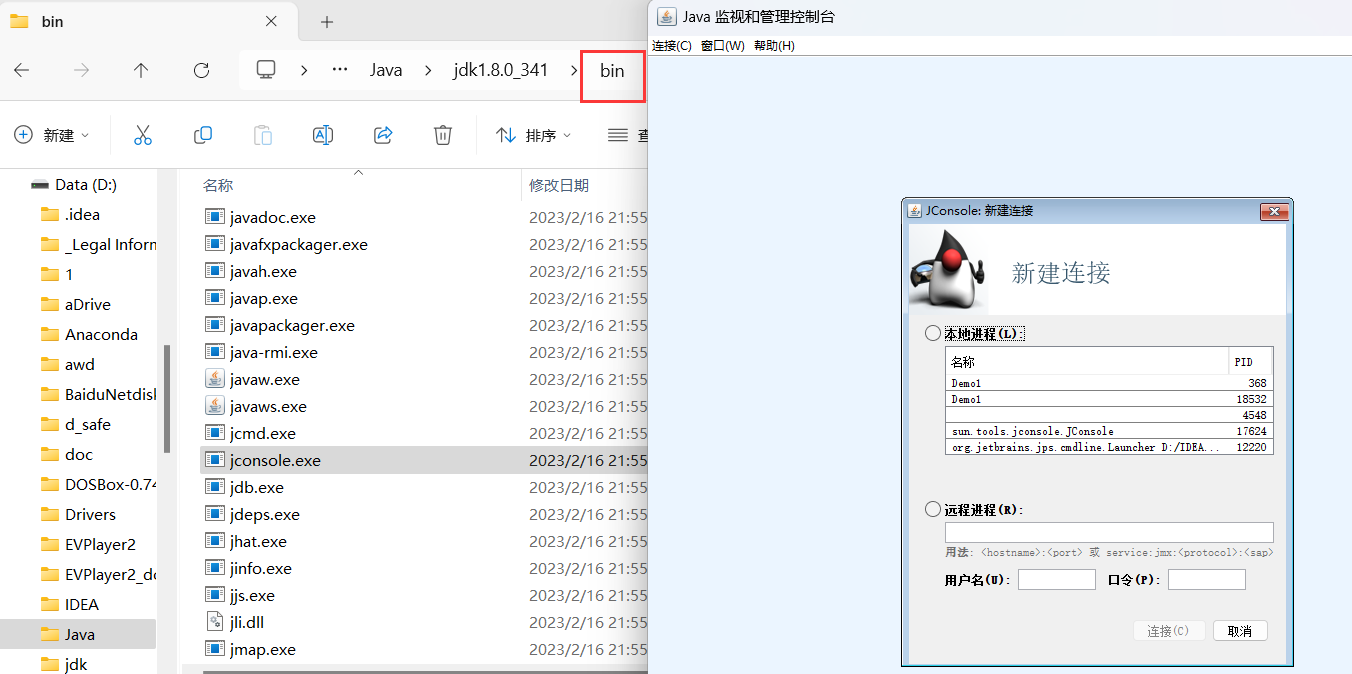 bin
Java
jdk1.8.0_341
bin
新建
排序
Data (D:)
.idea
_Legal Inforn
1
aDrive
Anaconda
awd
BaiduNetdisk
d_safe
doc
DOSBox-0.74
Drivers
EVPlayer2
EVPlayer2_do
IDEA
Java
jdk
名称 修改日期
javadoc.exe 2023/2/16 21:55
javafxpackager.exe 2023/2/16 21:55
javah.exe 2023/2/16 21:55
javap.exe 2023/2/16 21:55
javapackager.exe 2023/2/16 21:55
java-rmi.exe 2023/2/16 21:55
javaw.exe 2023/2/16 21:55
javaws.exe 2023/2/16 21:55
jcmd.exe 2023/2/16 21:55
jconsole.exe 2023/2/16 21:55
jdb.exe 2023/2/16 21:55
jdeps.exe 2023/2/16 21:55
jhat.exe 2023/2/16 21:55
jinfo.exe 2023/2/16 21:55
jjs.exe 2023/2/16 21:55
jli.dll 2023/2/16 21:55
jmap.exe 2023/2/16 21:55
Java 监视和管理控制台
连接(C) 窗口(W) 帮助(H)
JConsole: 新建连接
新建连接
本地进程(L):
名称 PID
Demo1 368
Demo1 18532
4548
sun.tools.jconsole.JConsole 17624
org.jetbrains.jps.cmdline.Launcher D:/IDEA... 12220
远程进程(R):
用法: <hostname>:<port> 或 service:jmx:<protocol>:<sap>
用户名(U): 口令(P):
连接(C) 取消